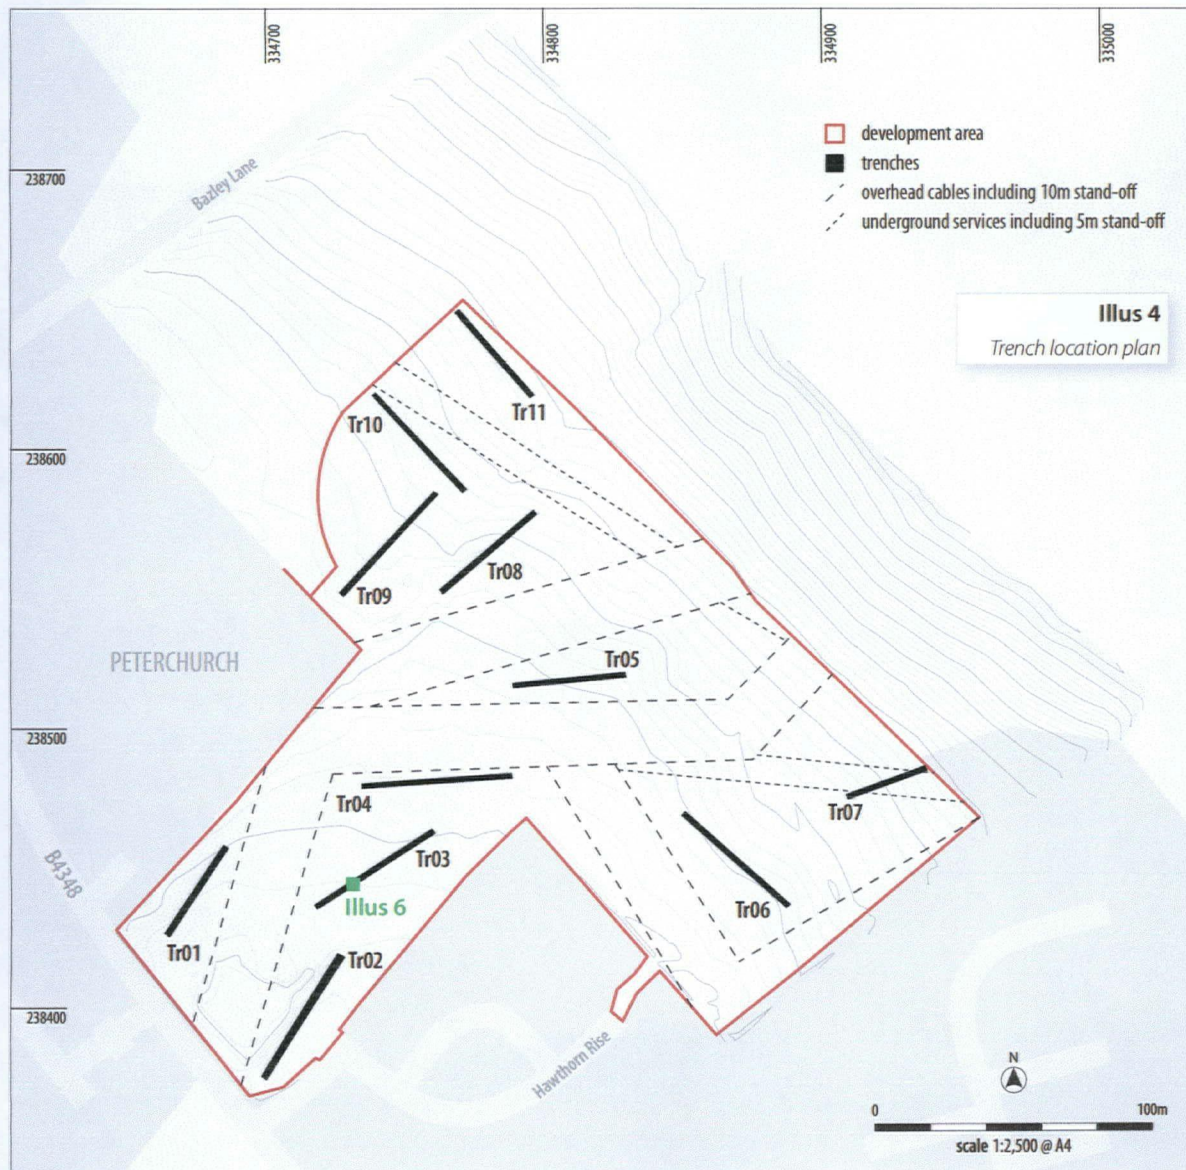 334700
334800
334900
335000
development area
trenches
overhead cables including 10m stand-off
underground services including 5m stand-off
238700
Bazley Lane
Illus 4
Trench location plan
Tr11
Tr10
238600
Tr08
Tr09
PETERCHURCH
Tr05
238500
Tr04
Tr07
Tr03
B4348
Illus 6
Tr06
Tr01
Tr02
238400
Hawthorn Rise
N
0 100m
scale 1:2,500 @ A4